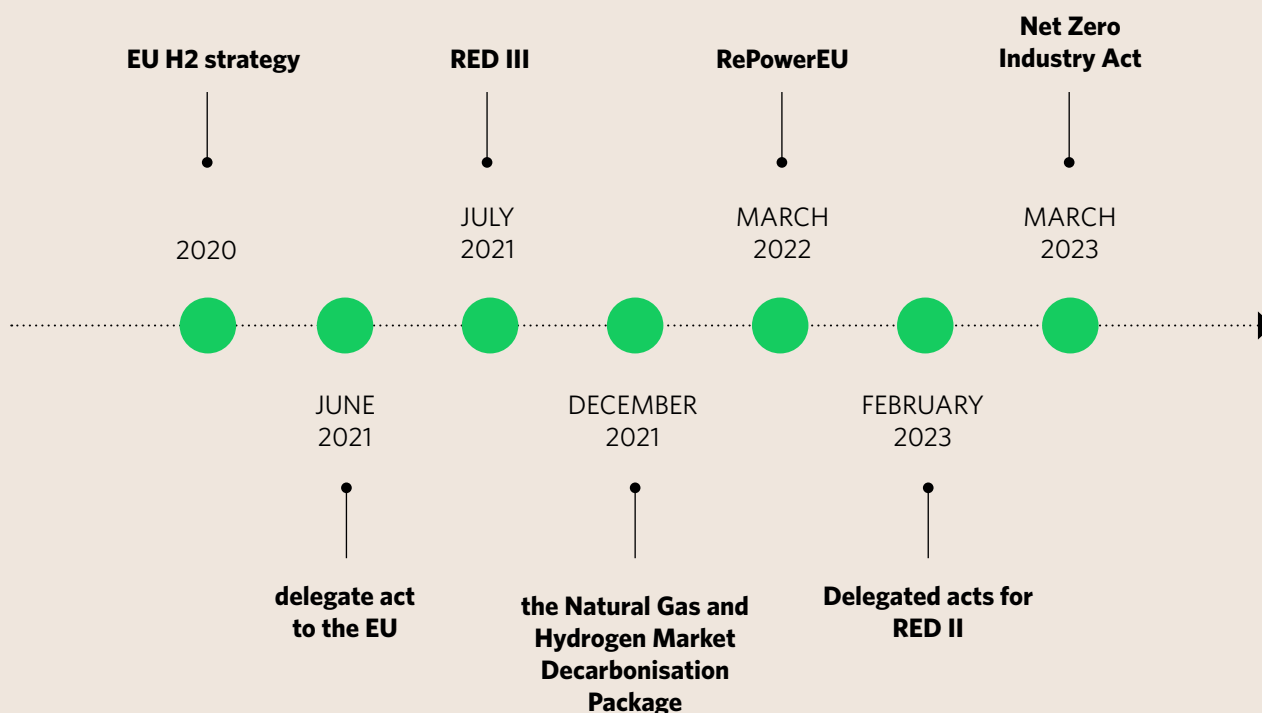 EU H2 strategy
2020
JUNE
2021
delegate act
to the EU
RED III
JULY
2021
DECEMBER
2021
the Natural Gas and
Hydrogen Market
Decarbonisation
Package
RePowerEU
MARCH
2022
FEBRUARY
2023
Delegated acts for
RED II
Net Zero
Industry Act
MARCH
2023